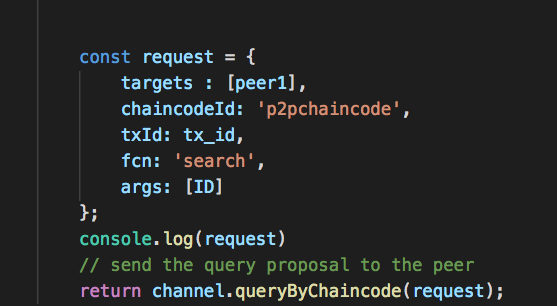 const request = {
targets : [peer1],
chaincodeId: 'p2pchaincode',
txId: tx_id,
fcn: 'search',
args: [ID]
};
console.log(request)
// send the query proposal to the peer
return channel.queryByChaincode(request);